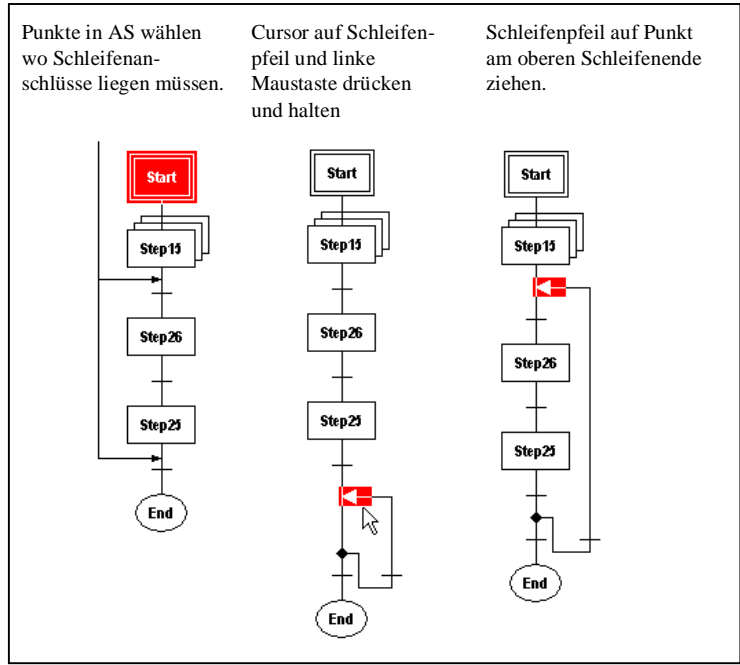 Punkte in AS wählen
wo Schleifenan-
schlüsse liegen müssen.
Cursor auf Schleifen-
pfeil und linke
Maustaste drücken
und halten
Schleifenpfeil auf Punkt
am oberen Schleifenende
ziehen.
Start
Step15
Step26
Step25
End
Start
Step15
Step26
Step25
End
Start
Step15
Step26
Step25
End